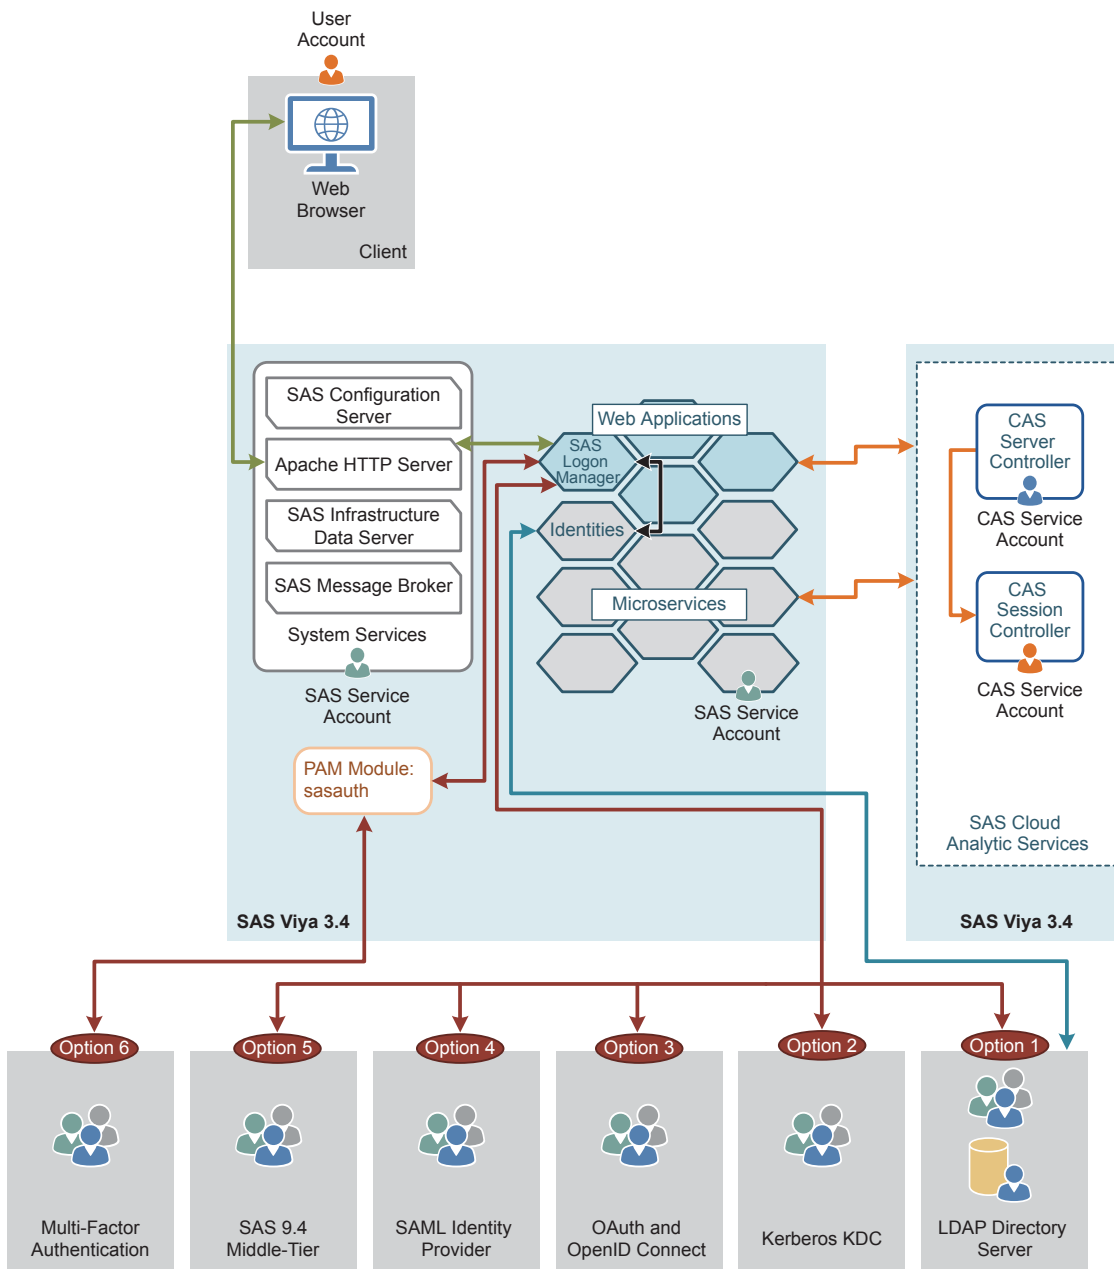 User
Account
Web
Browser
Client
SAS Configuration
Server
Apache HTTP Server
SAS Infrastructure
Data Server
SAS Message Broker
System Services
SAS Service
Account
Web Applications
SAS
Logon
Manager
Identities
Microservices
SAS Service
Account
PAM Module:
sasauth
SAS Viya 3.4
CAS
Server
Controller
CAS Service
Account
CAS
Session
Controller
CAS Service
Account
SAS Cloud
Analytic Services
SAS Viya 3.4
Option 6
Option 5
Option 4
Option 3
Option 2
Option 1
Multi-Factor
Authentication
SAS 9.4
Middle-Tier
SAML Identity
Provider
OAuth and
OpenID Connect
Kerberos KDC
LDAP Directory
Server